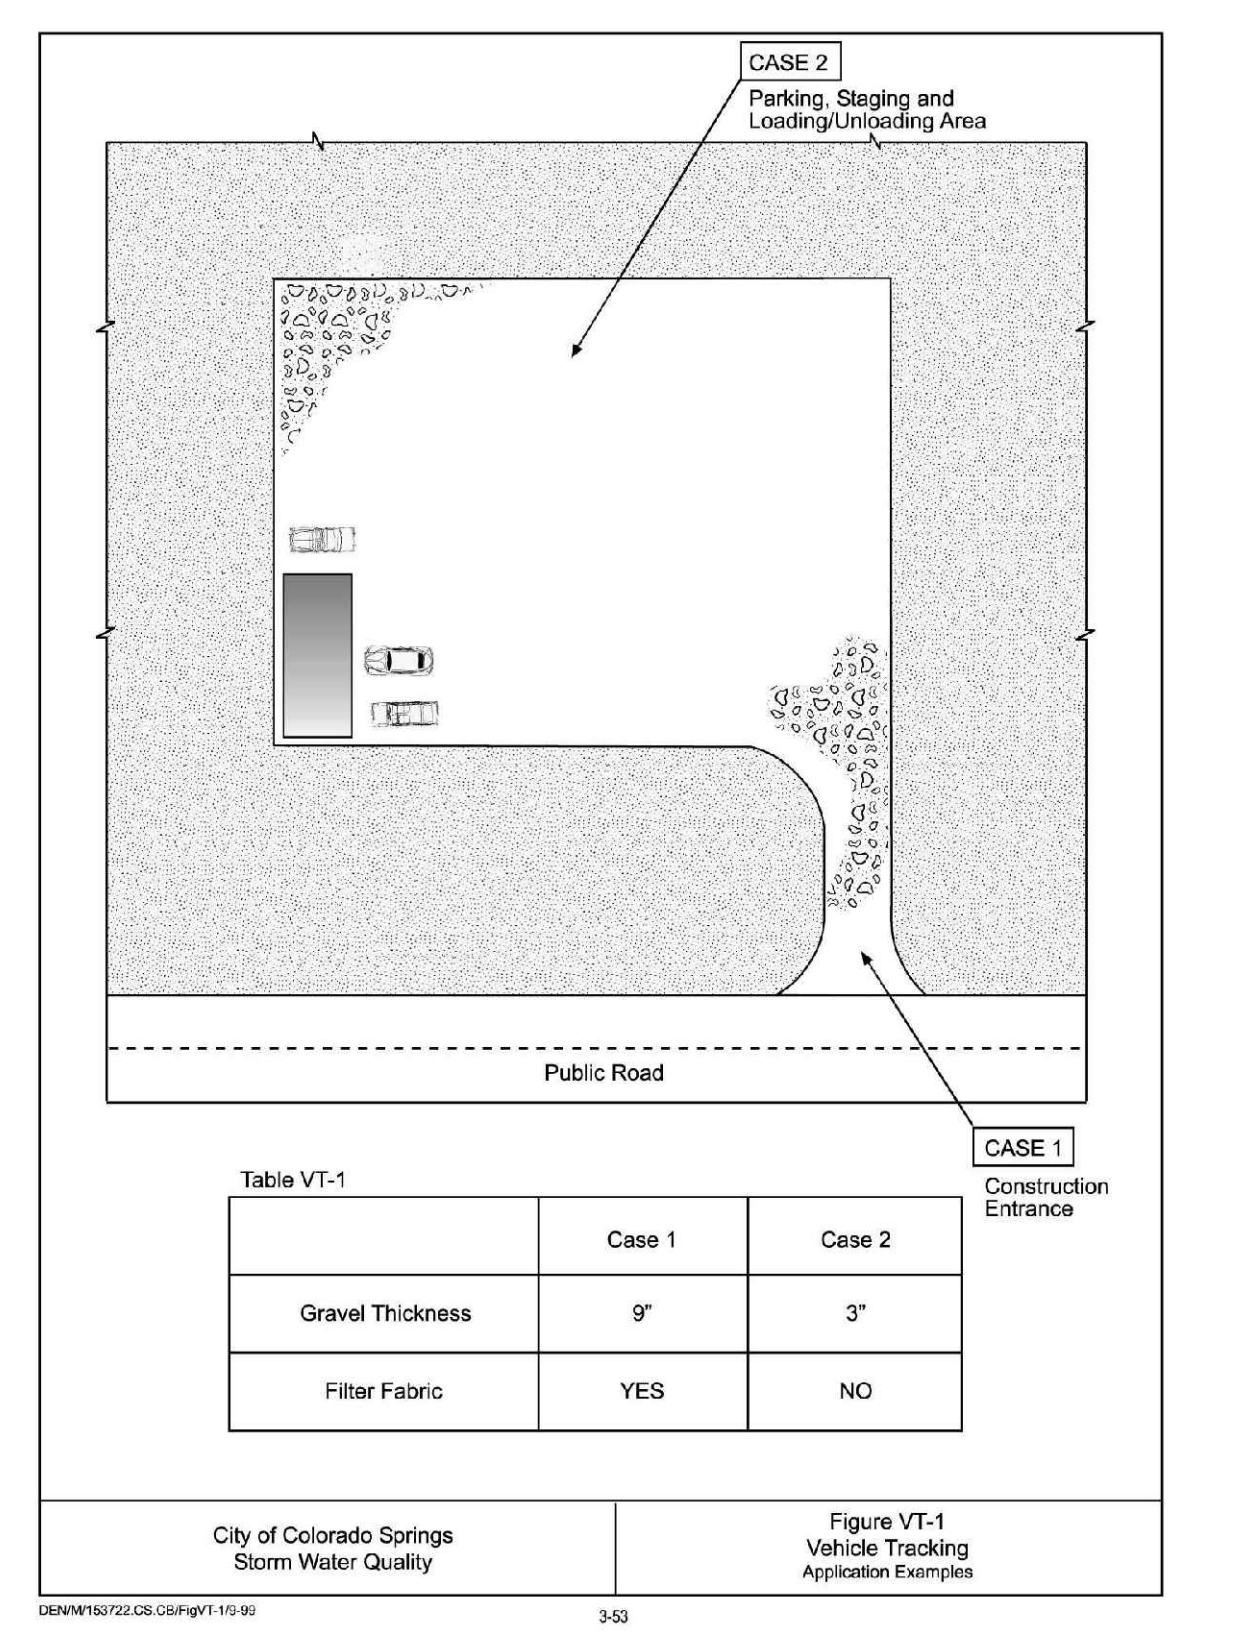 CASE 2
Parking, Staging and
Loading/Unloading Area
Public Road
CASE 1
Construction
Entrance
Table VT-1
Case 1 Case 2
Gravel Thickness 9” 3”
Filter Fabric YES NO
City of Colorado Springs
Storm Water Quality
Figure VT-1
Vehicle Tracking
Application Examples
DEN/M/153722.CS.CB/FigVT-1/9-99
3-53